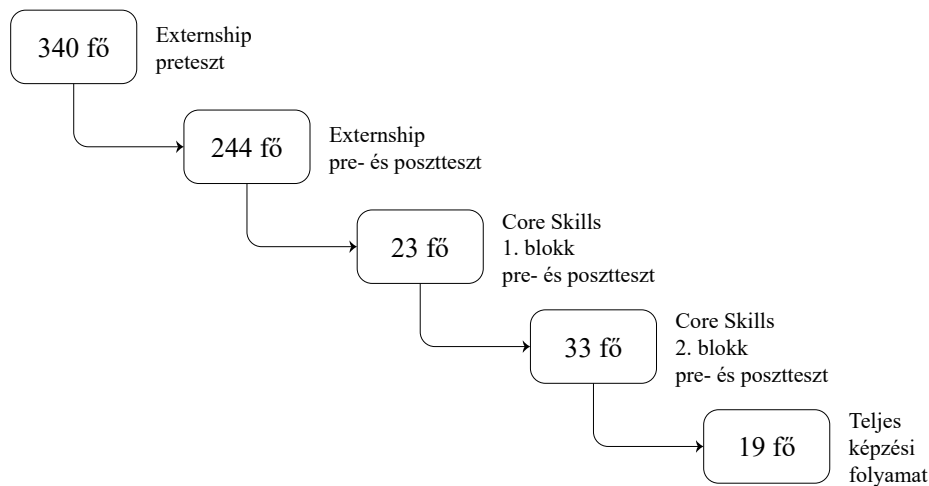 340 fő
Externship
preteszt
244 fő
Externship
pre- és posztteszt
23 fő
Core Skills
1. blokk
pre- és posztteszt
33 fő
Core Skills
2. blokk
pre- és posztteszt
19 fő
Teljes
képzési
folyamat